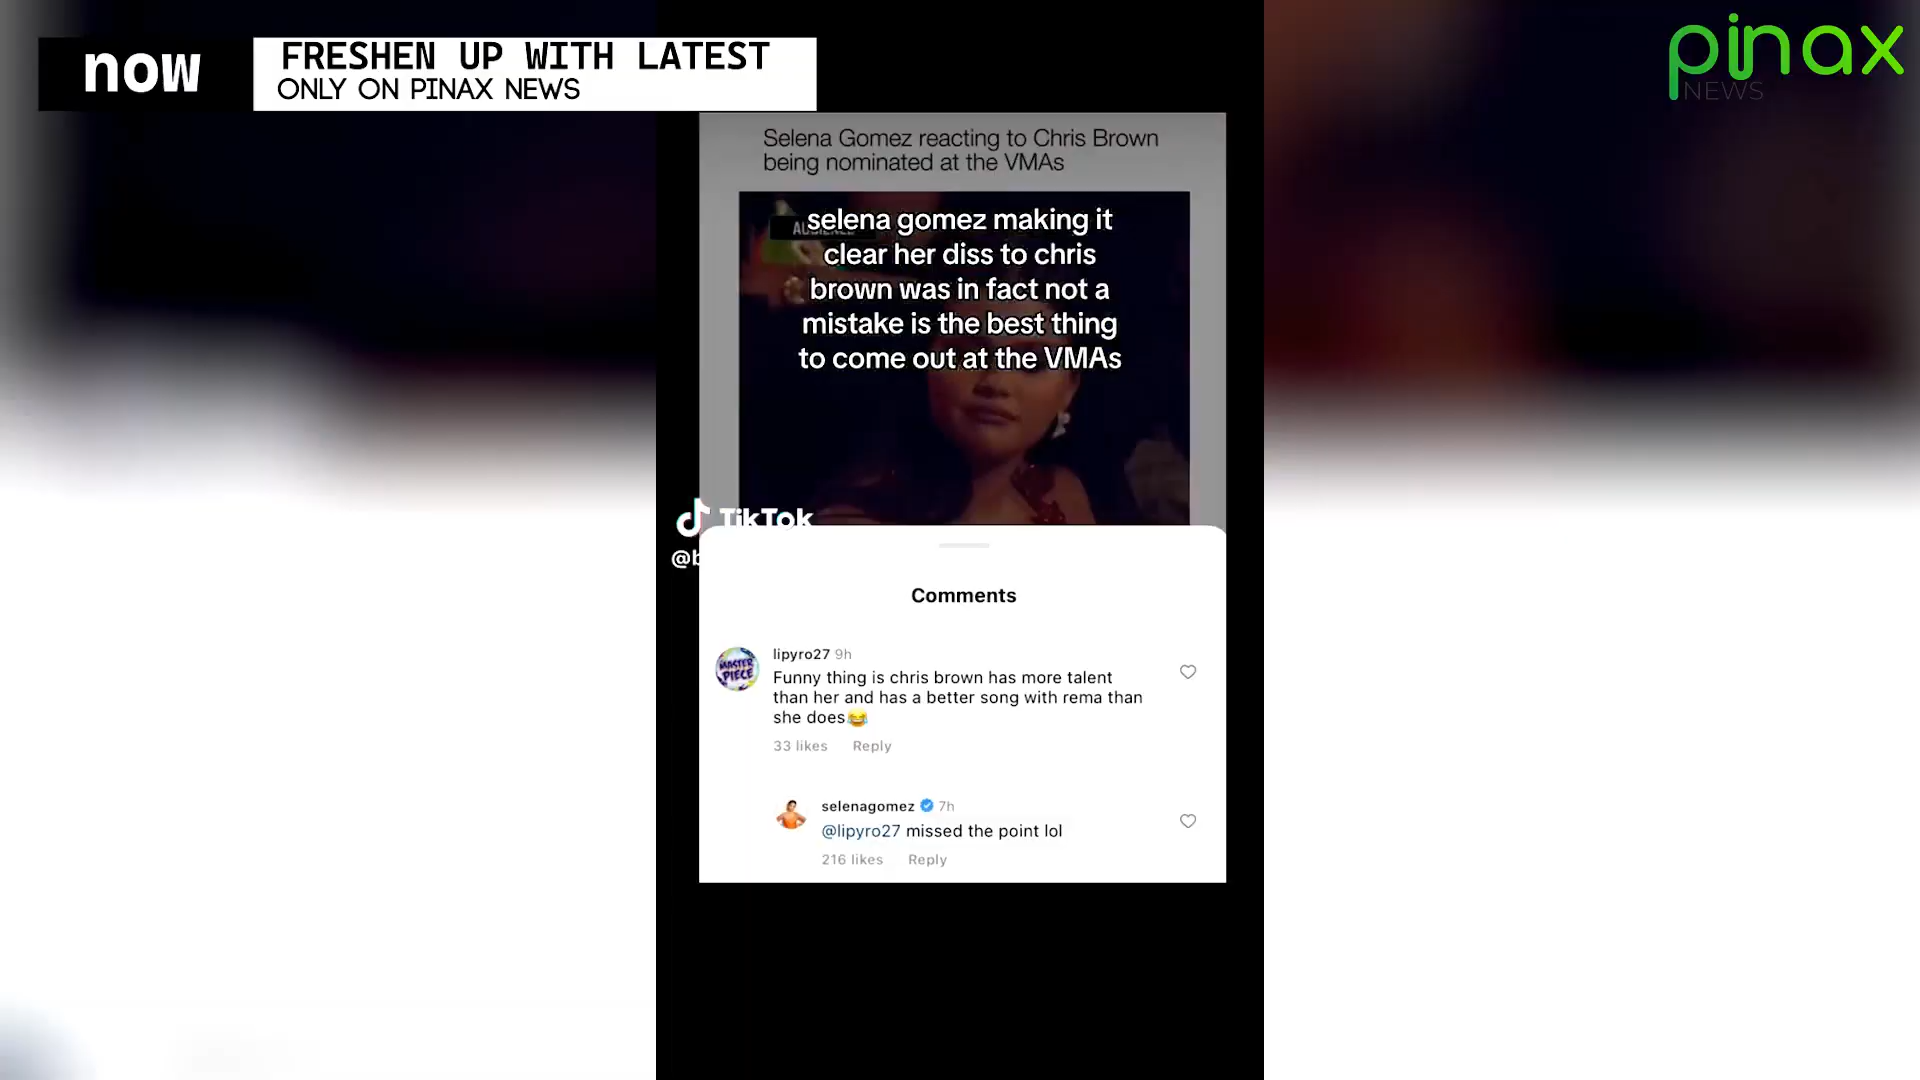 now
FRESHEN UP WITH LATEST
ONLY ON PINAX NEWS
pinax
NEWS
Selena Gomez reacting to Chris Brown
being nominated at the VMAs
selena gomez making it
clear her diss to chris
brown was in fact not a
mistake is the best thing
to come out at the VMAs
TikTok
@b
Comments
MASTER
PIECE
lipyro27 9h
Funny thing is chris brown has more talent
than her and has a better song with rema than
she does😂
33 likes Reply
selenagomez 7h
@lipyro27 missed the point lol
216 likes Reply